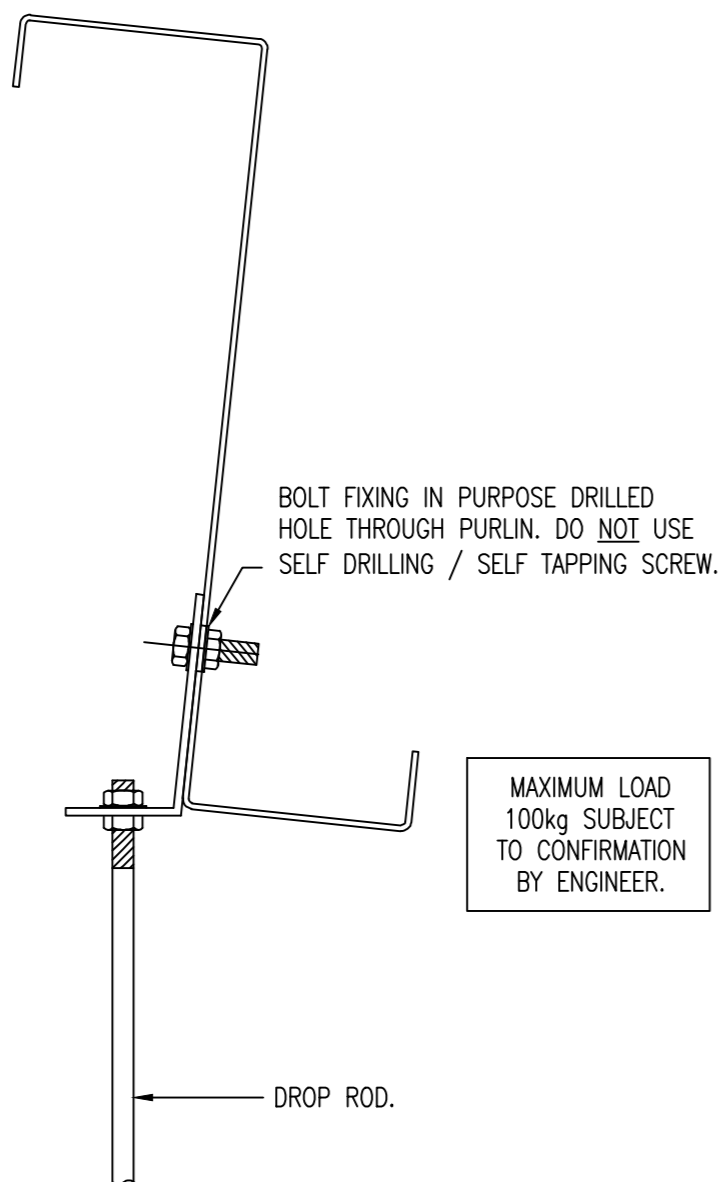 BOLT FIXING IN PURPOSE DRILLED
HOLE THROUGH PURLIN. DO NOT USE
SELF DRILLING / SELF TAPPING SCREW.
MAXIMUM LOAD
100kg SUBJECT
TO CONFIRMATION
BY ENGINEER.
DROP ROD.